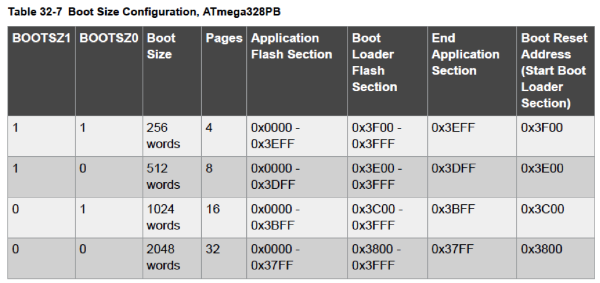 Table 32-7 Boot Size Configuration, ATmega328PB
BOOTSZ1 BOOTSZ0 Boot Size Pages Application Flash Section Boot Loader Flash Section End Application Section Boot Reset Address (Start Boot Loader Section)
1 1 256 words 4 0x0000 - 0x3EFF 0x3F00 - 0x3FFF 0x3EFF 0x3F00
1 0 512 words 8 0x0000 - 0x3DFF 0x3E00 - 0x3FFF 0x3DFF 0x3E00
0 1 1024 words 16 0x0000 - 0x3BFF 0x3C00 - 0x3FFF 0x3BFF 0x3C00
0 0 2048 words 32 0x0000 - 0x37FF 0x3800 - 0x3FFF 0x37FF 0x3800